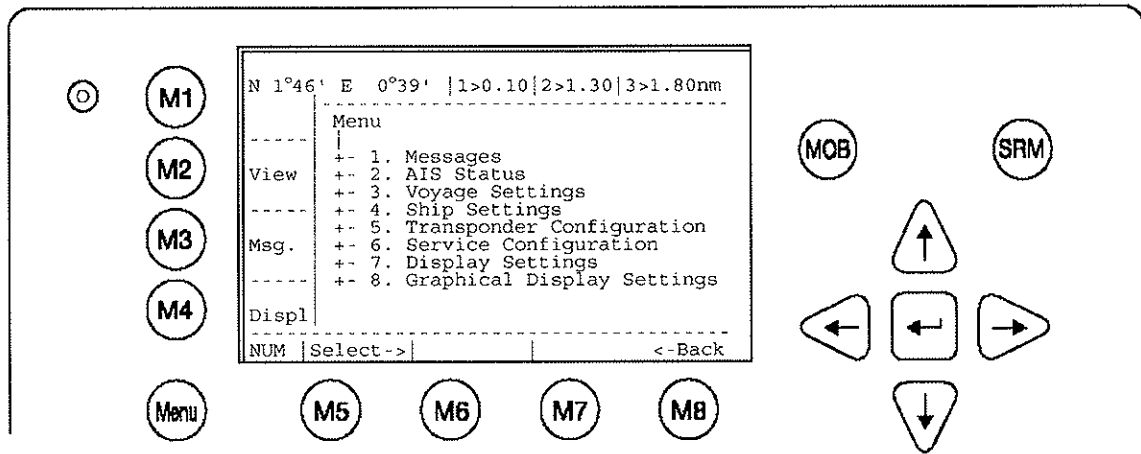 M1
M2
M3
M4
Menu
M5
M6
M7
M8
MOB
SRM
N 1°46' E 0°39' |1>0.10|2>1.30|3>1.80nm
Menu
+- 1. Messages
View +- 2. AIS Status
+- 3. Voyage Settings
+- 4. Ship Settings
+- 5. Transponder Configuration
Msg. +- 6. Service Configuration
+- 7. Display Settings
+- 8. Graphical Display Settings
Displ
NUM |Select->| | <-Back